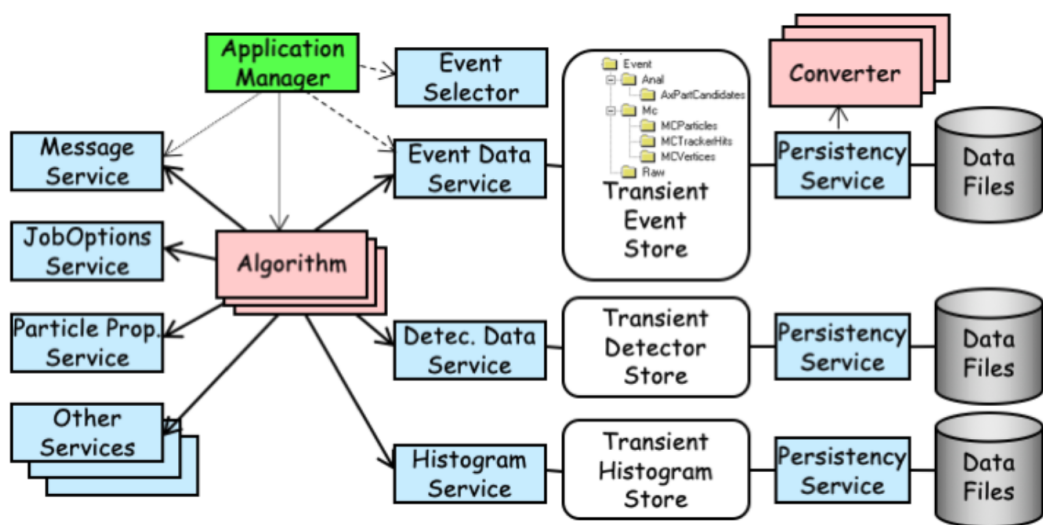 Application
Manager
Event
Selector
Event
Anal
AxPartCandidates
Mc
MCParticles
MCTrackerHits
MCVertices
Raw
Transient
Event
Store
Converter
Message
Service
Event Data
Service
Persistency
Service
Data
Files
JobOptions
Service
Algorithm
Particle Prop.
Service
Detec. Data
Service
Transient
Detector
Store
Persistency
Service
Data
Files
Other
Services
Histogram
Service
Transient
Histogram
Store
Persistency
Service
Data
Files